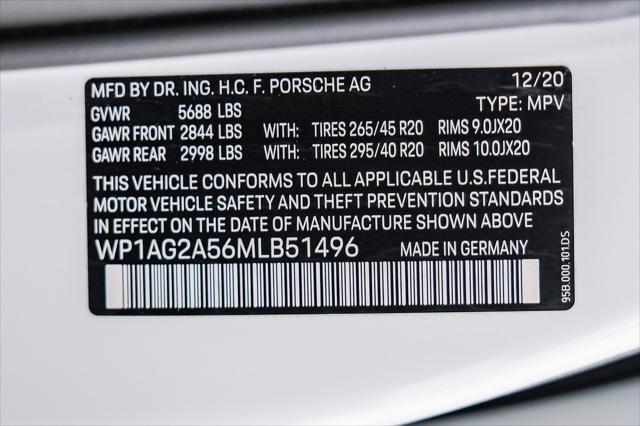 MFD BY DR. ING. H.C. F. PORSCHE AG 12/20
GVWR 5688 LBS TYPE: MPV
GAWR FRONT 2844 LBS WITH: TIRES 265/45 R20 RIMS 9.0JX20
GAWR REAR 2998 LBS WITH: TIRES 295/40 R20 RIMS 10.0JX20
THIS VEHICLE CONFORMS TO ALL APPLICABLE U.S.FEDERAL
MOTOR VEHICLE SAFETY AND THEFT PREVENTION STANDARDS
IN EFFECT ON THE DATE OF MANUFACTURE SHOWN ABOVE
WP1AG2A56MLB51496 MADE IN GERMANY
95B.000.101.DS